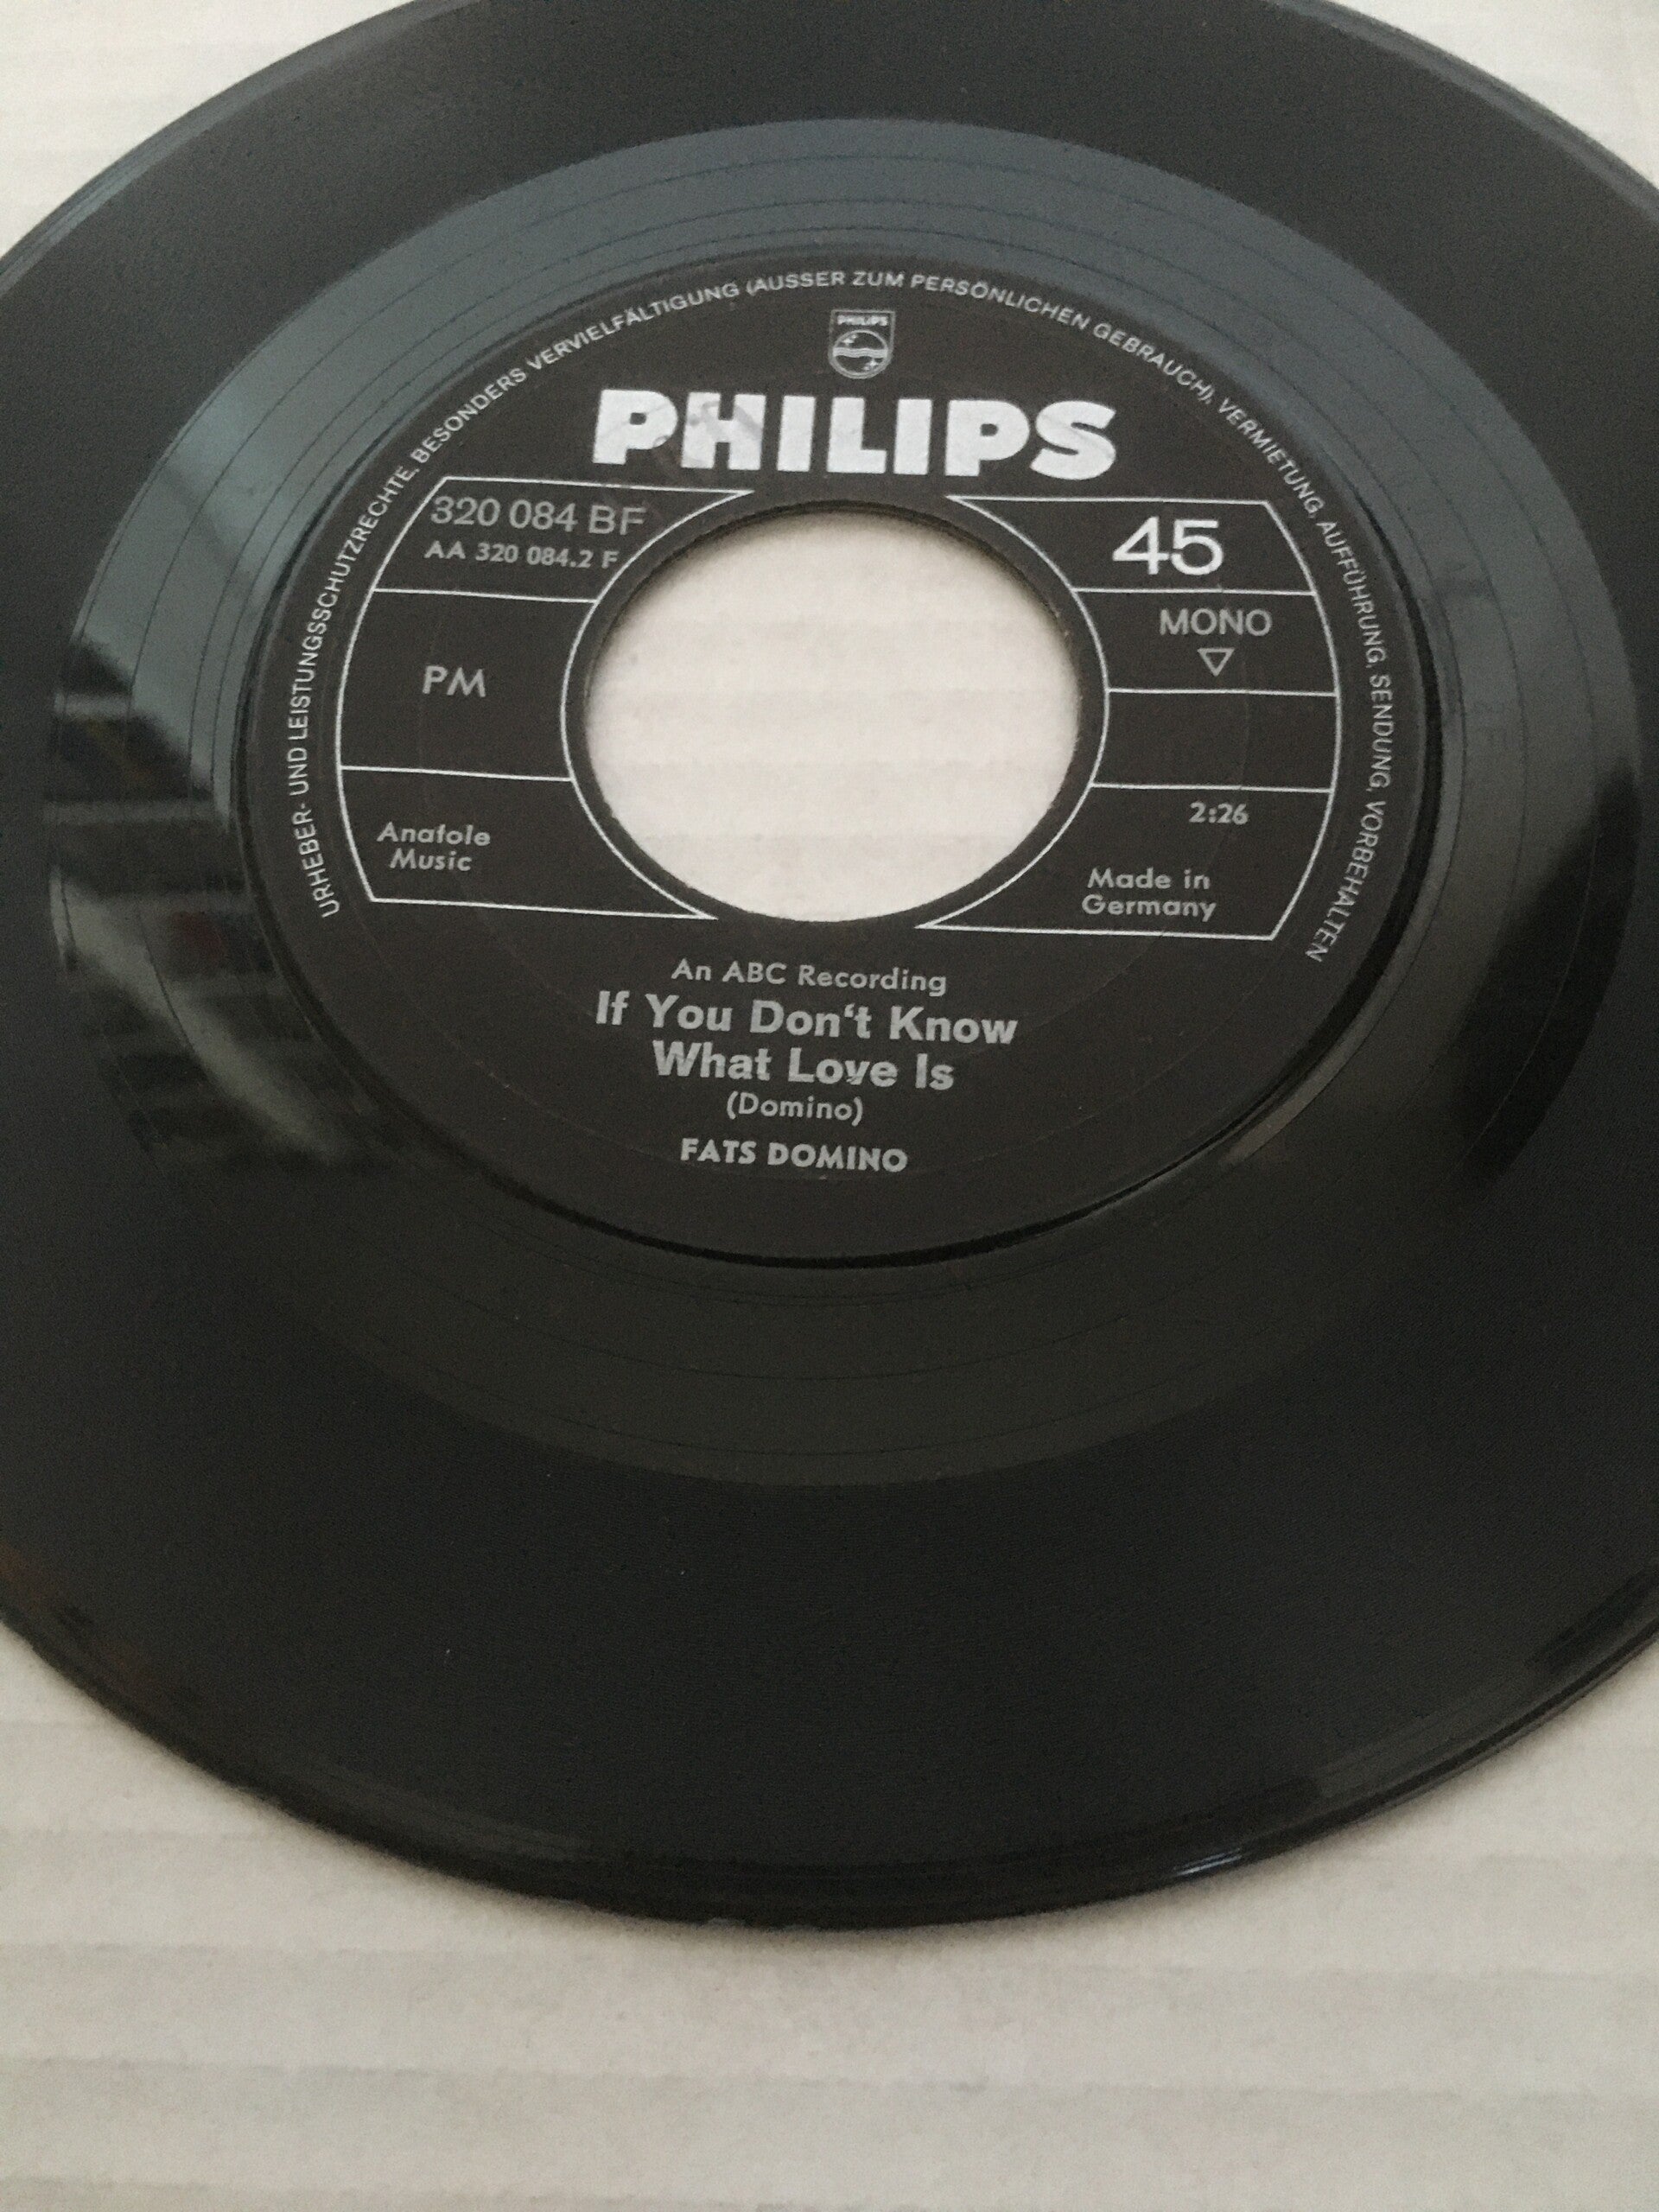 URHEBER- UND LEISTUNGSSCHUTZRECHTE, BESONDERS VERVIELFÄLTIGUNG (AUSSER ZUM PERSÖNLICHEN GEBRAUCH), VERMIETUNG, AUFFÜHRUNG, SENDUNG, VORBEHALTEN
PHILIPS
PHILIPS
320 084 BF
AA 320 084.2 F
45
MONO
PM
2:26
Anatole
Music
Made in
Germany
An ABC Recording
If You Don't Know
What Love Is
(Domino)
FATS DOMINO